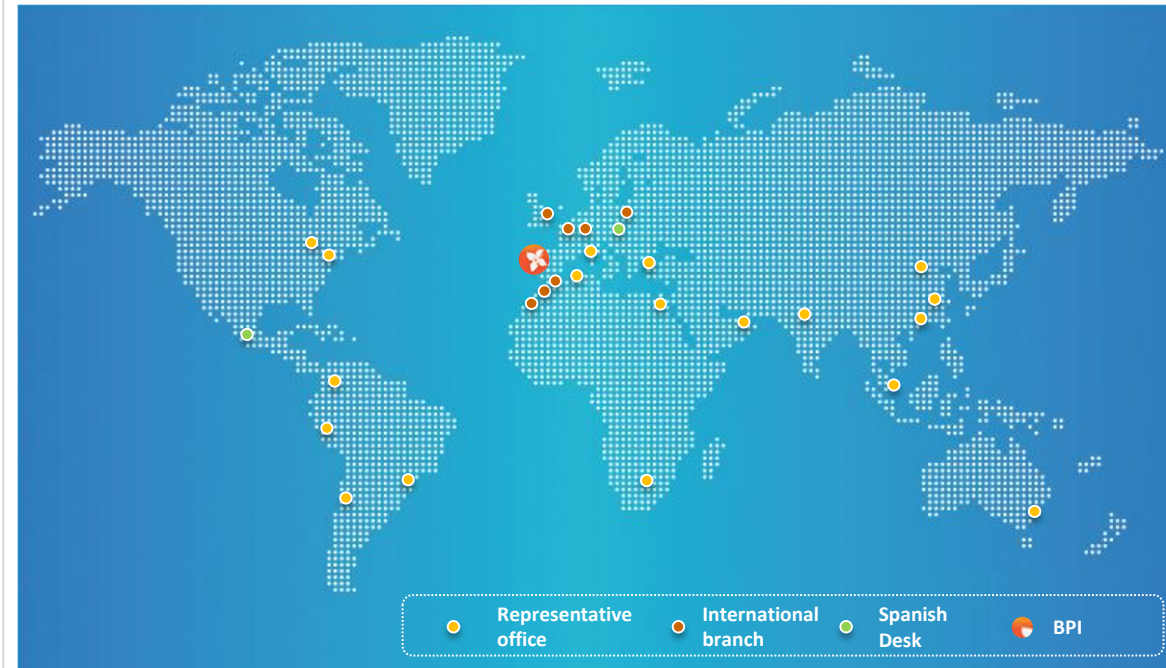 Representative
office
International
branch
Spanish
Desk
BPI